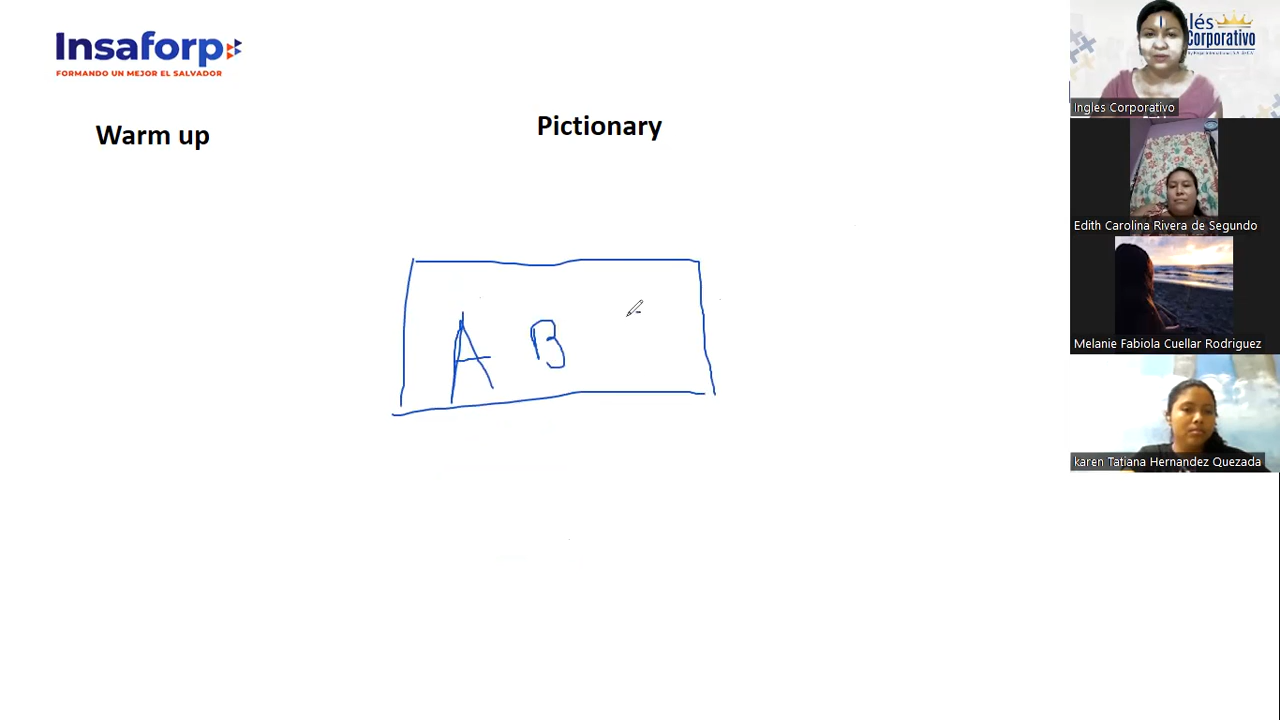 Insaforp
FORMANDO UN MEJOR EL SALVADOR
Warm up
Pictionary
A B
lés
Corporativo
Ingles Corporativo
Edith Carolina Rivera de Segundo
Melanie Fabiola Cuellar Rodriguez
karen Tatiana Hernandez Quezada